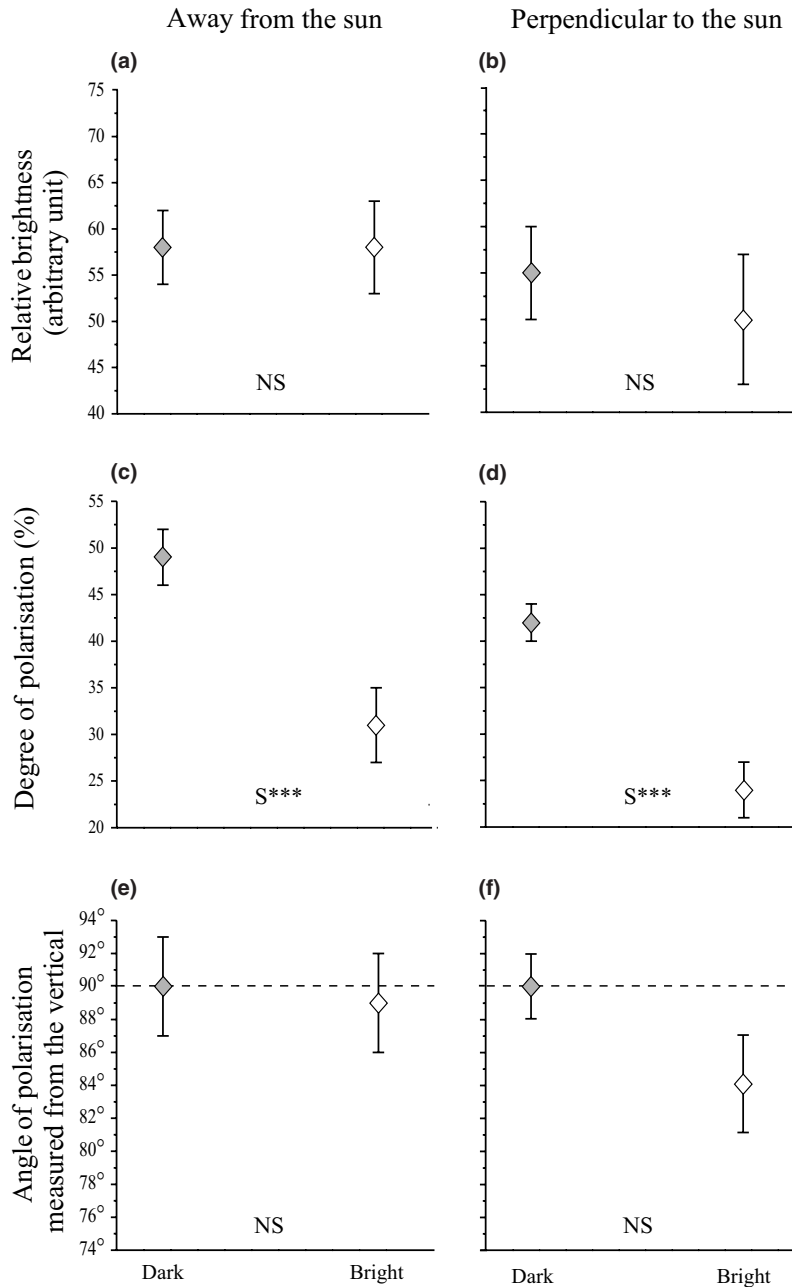 Away from the sun
Perpendicular to the sun
(a)
(b)
Relative brightness
(arbitrary unit)
75
70
65
60
55
50
45
40
NS
NS
(c)
(d)
Degree of polarisation (%)
55
50
45
40
35
30
25
20
S***
S***
(e)
(f)
Angle of polarisation
measured from the vertical
94°
92°
90°
88°
86°
84°
82°
80°
78°
76°
74°
NS
NS
Dark
Bright
Dark
Bright